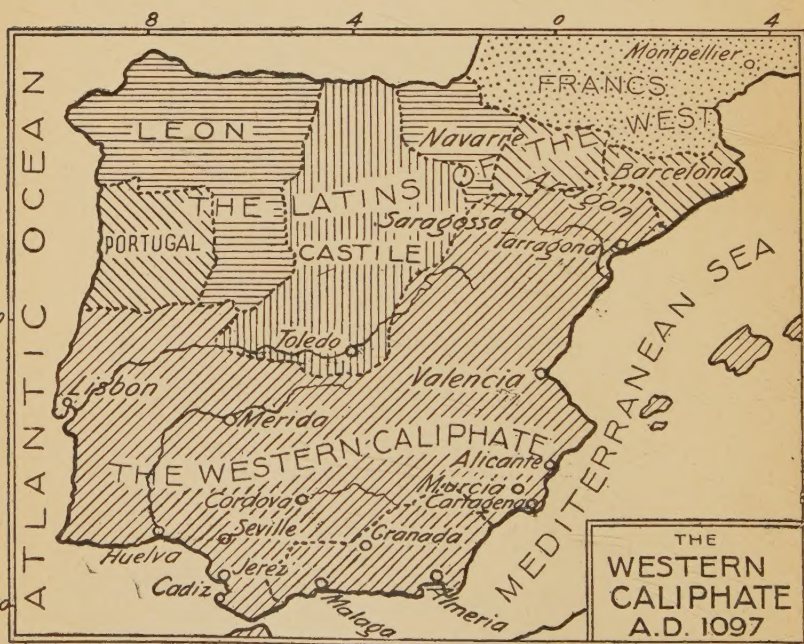 8 4 0 4
ATLANTIC OCEAN
Montpellier
FRANCS
WEST
LEON
Navarre
OF THE
Barcelona
THE LATINS
Aragon
Saragossa
PORTUGAL
CASTILE
Tarragona
MEDITERRANEAN SEA
Toledo
Valencia
Lisbon
Merida
THE WESTERN CALIPHATE
Alicante
Murcia
Cordova
Cartagena
Seville
Granada
Huelva
Jerez
Cadiz
Malaga
Almeria
THE
WESTERN
CALIPHATE
A.D. 1097